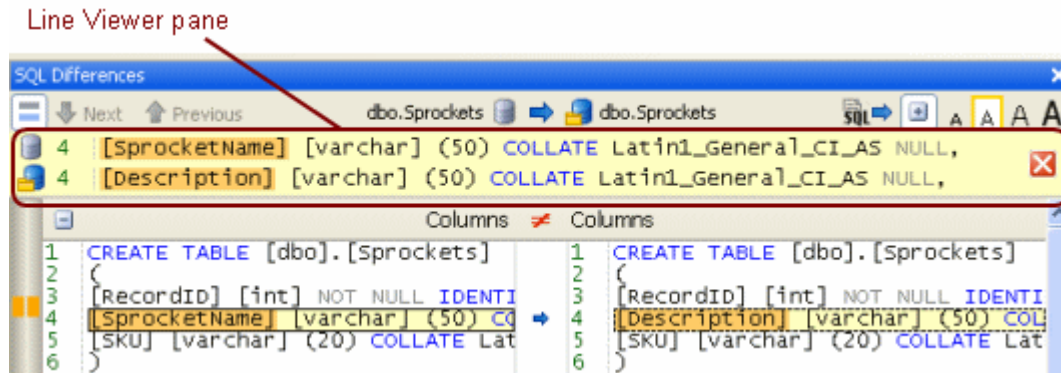 Line Viewer pane
SQL Differences
Next Previous dbo.Sprockets dbo.Sprockets SQL A A A A
4 [SprocketName] [varchar] (50) COLLATE Latin1_General_CI_AS NULL,
4 [Description] [varchar] (50) COLLATE Latin1_General_CI_AS NULL,
Columns ≠ Columns
1 CREATE TABLE [dbo].[Sprockets]
2 (
3 [RecordID] [int] NOT NULL IDENTI
4 [SprocketName] [varchar] (50) CO
5 [SKU] [varchar] (20) COLLATE Lat
6 )
1 CREATE TABLE [dbo].[Sprockets]
2 (
3 [RecordID] [int] NOT NULL IDENTI
4 [Description] [varchar] (50) COL
5 [SKU] [varchar] (20) COLLATE Lat
6 )